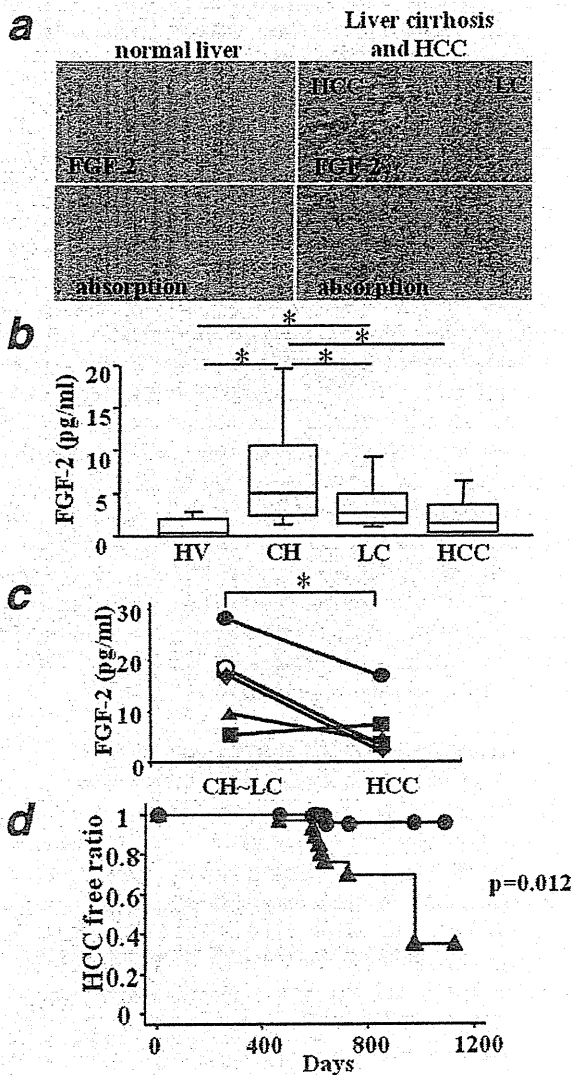 a
normal liver
Liver cirrhosis
and HCC
HCC LC
FGF-2
FGF-2
absorption
absorption
b
* * * *
FGF-2 (pg/ml)
20
15
10
5
0
HV CH LC HCC
c
*
FGF-2 (pg/ml)
30
20
10
0
CH~LC HCC
d
HCC free ratio
1
0.8
0.6
0.4
0.2
0
p=0.012
0 400 800 1200
Days